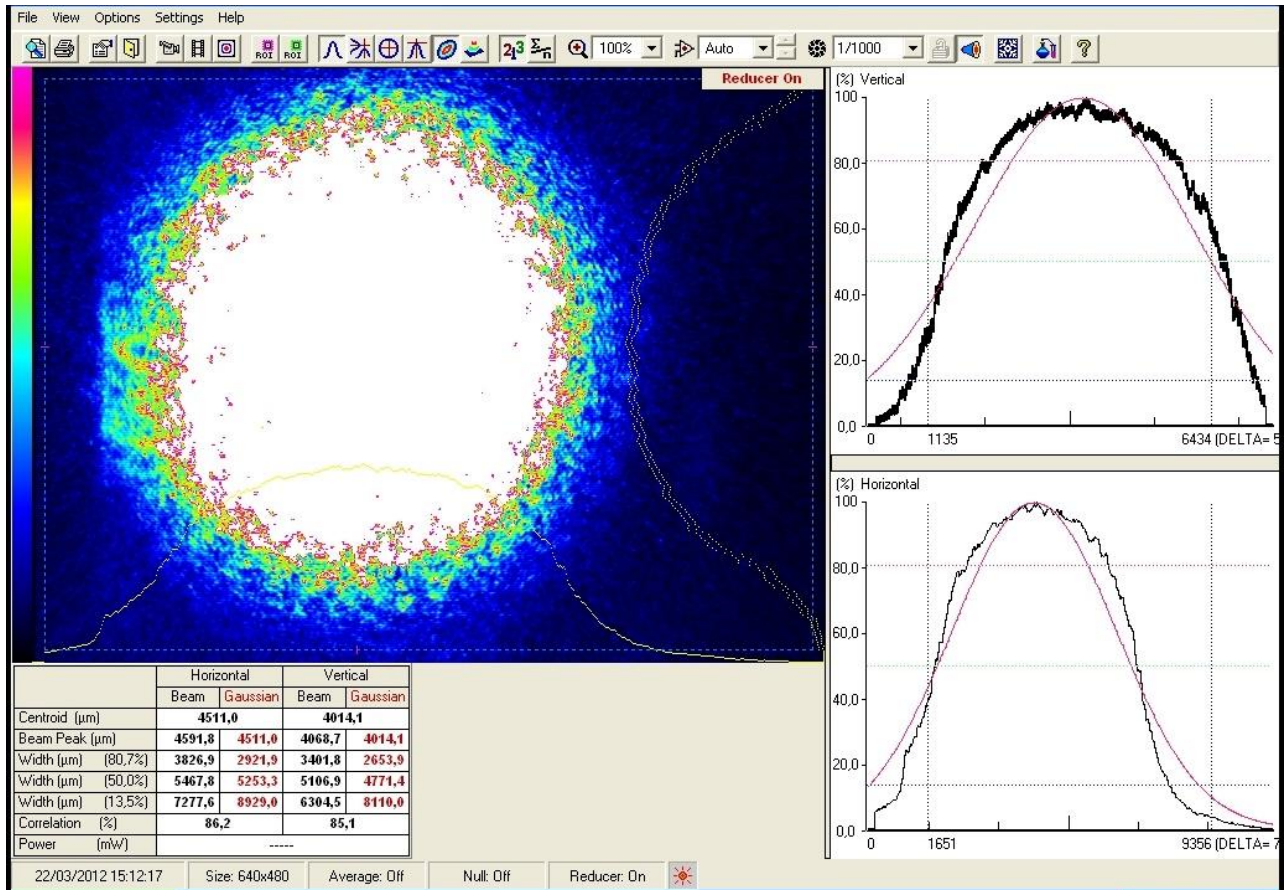 File View Options Settings Help
ROI ROI 2.3 Σn 100% Auto 1/1000 ?
Reducer On
(%) Vertical
100
80,0
60,0
40,0
20,0
0,0
0 1135 6434 (DELTA= 5
(%) Horizontal
100
80,0
60,0
40,0
20,0
0,0
0 1651 9356 (DELTA= 7
Horizontal Vertical
Beam Gaussian Beam Gaussian
Centroid (µm) 4511,0 4014,1
Beam Peak (µm) 4591,8 4511,0 4068,7 4014,1
Width (µm) (80,7%) 3826,9 2921,9 3401,8 2653,9
Width (µm) (50,0%) 5467,8 5253,3 5106,9 4771,4
Width (µm) (13,5%) 7277,6 8929,0 6304,5 8110,0
Correlation (%) 86,2 85,1
Power (mW) -----
22/03/2012 15:12:17 Size: 640x480 Average: Off Null: Off Reducer: On